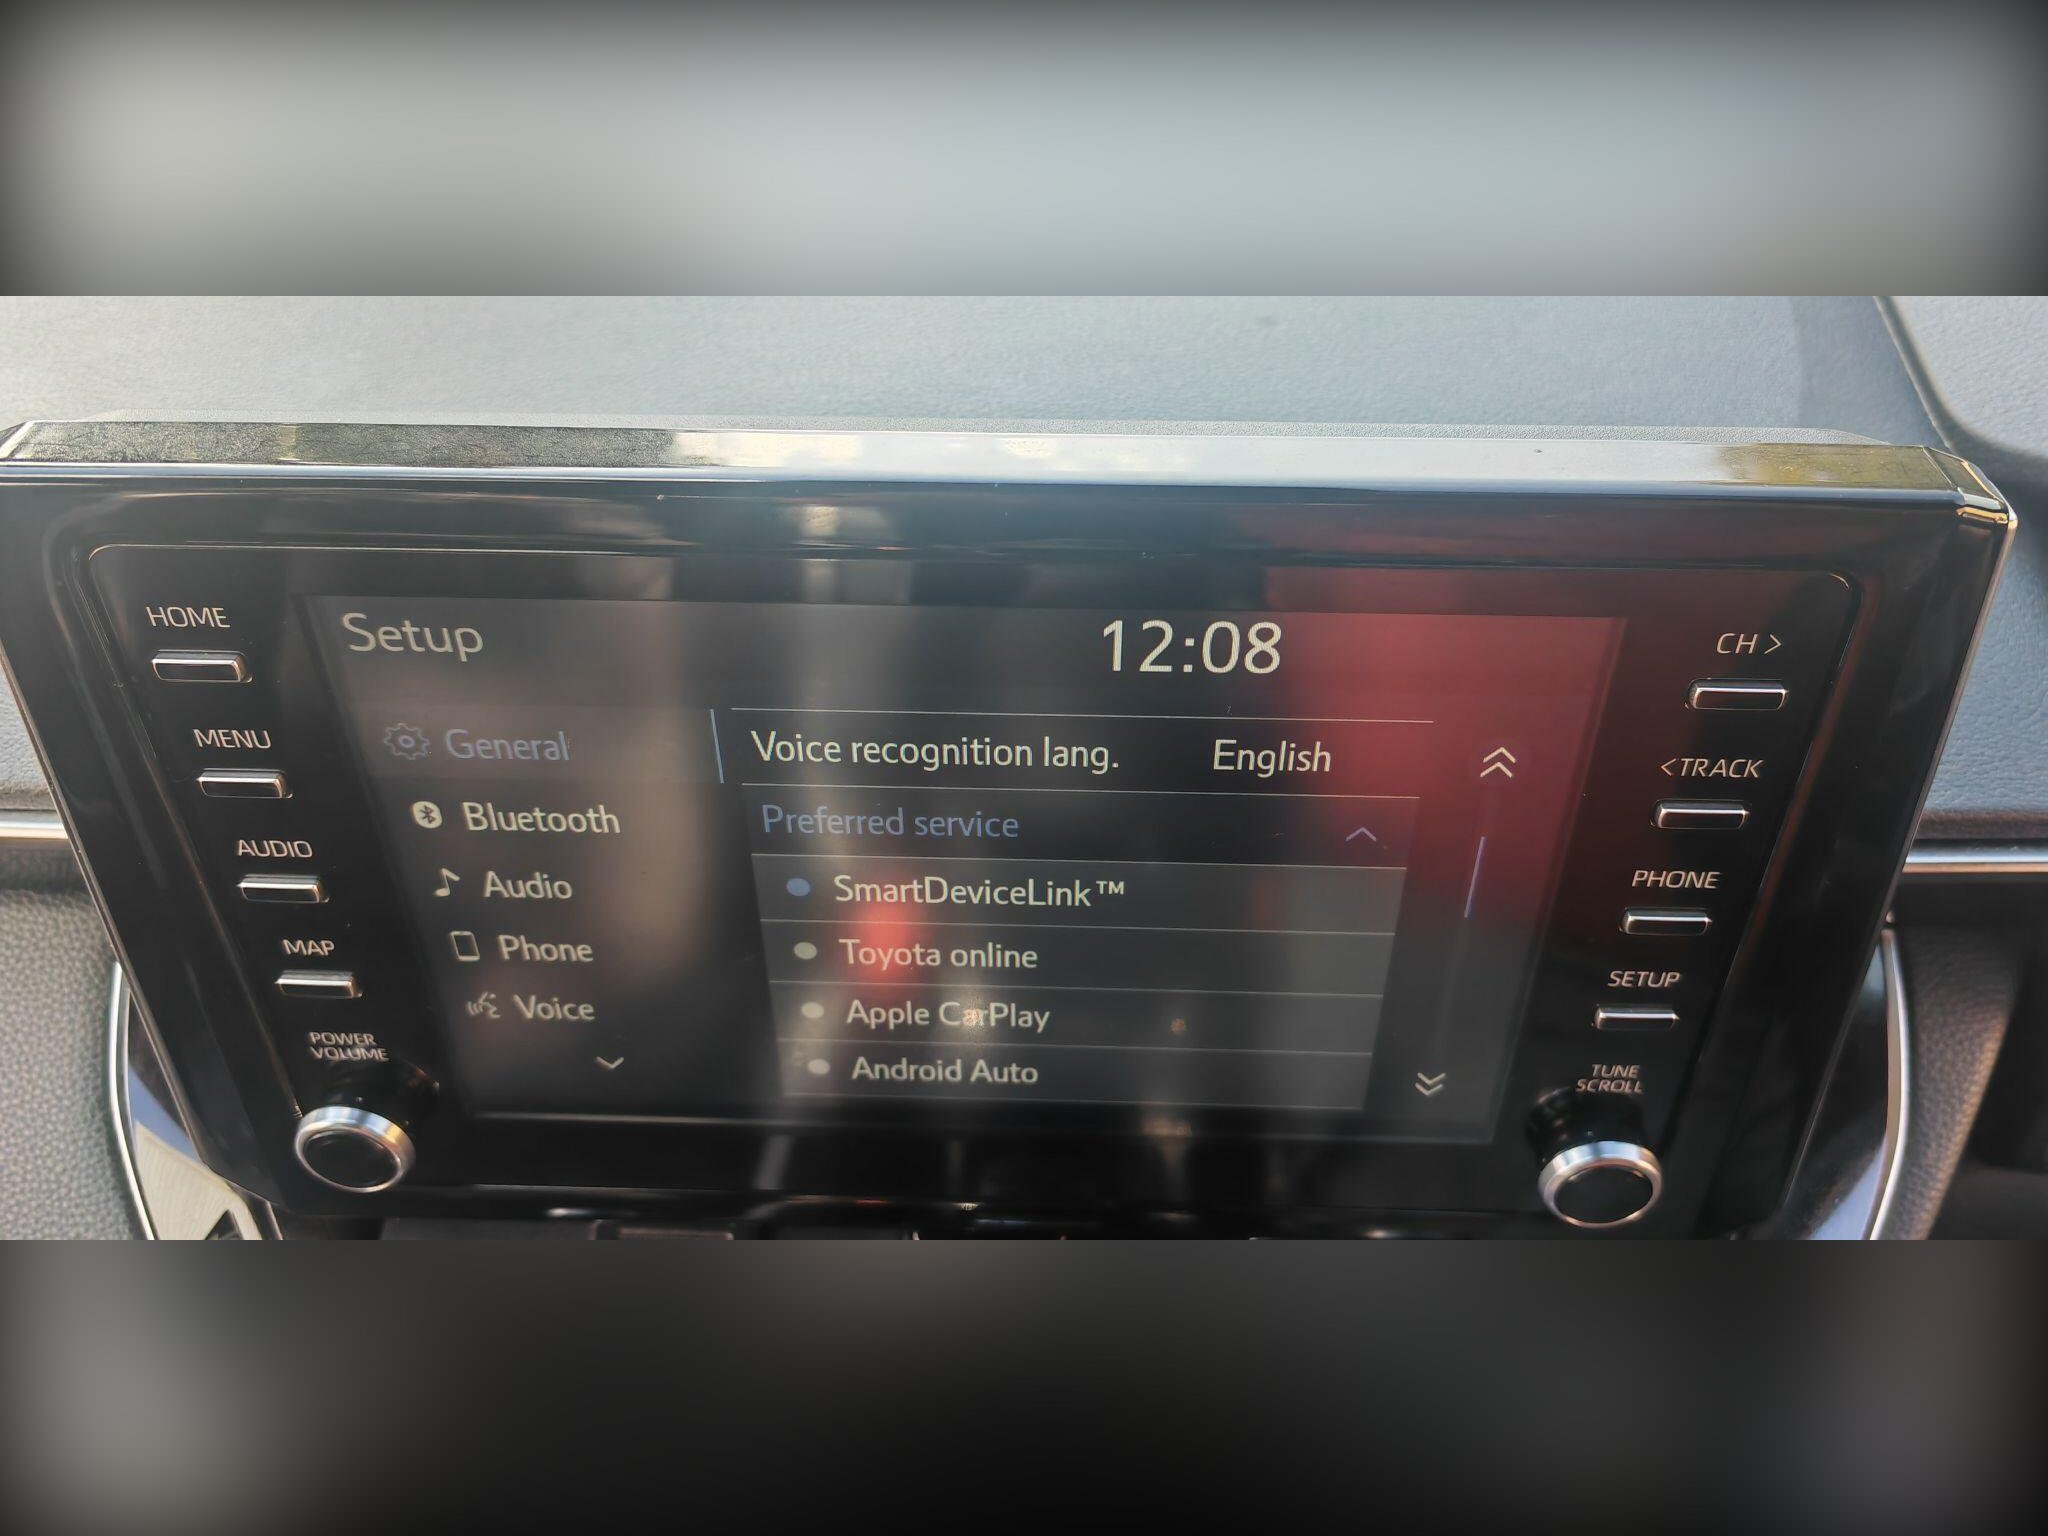 HOME
MENU
AUDIO
MAP
POWER
VOLUME
Setup
12:08
General
Bluetooth
Audio
Phone
Voice
Voice recognition lang. English
Preferred service
SmartDeviceLink™
Toyota online
Apple CarPlay
Android Auto
CH >
<TRACK
PHONE
SETUP
TUNE
SCROLL